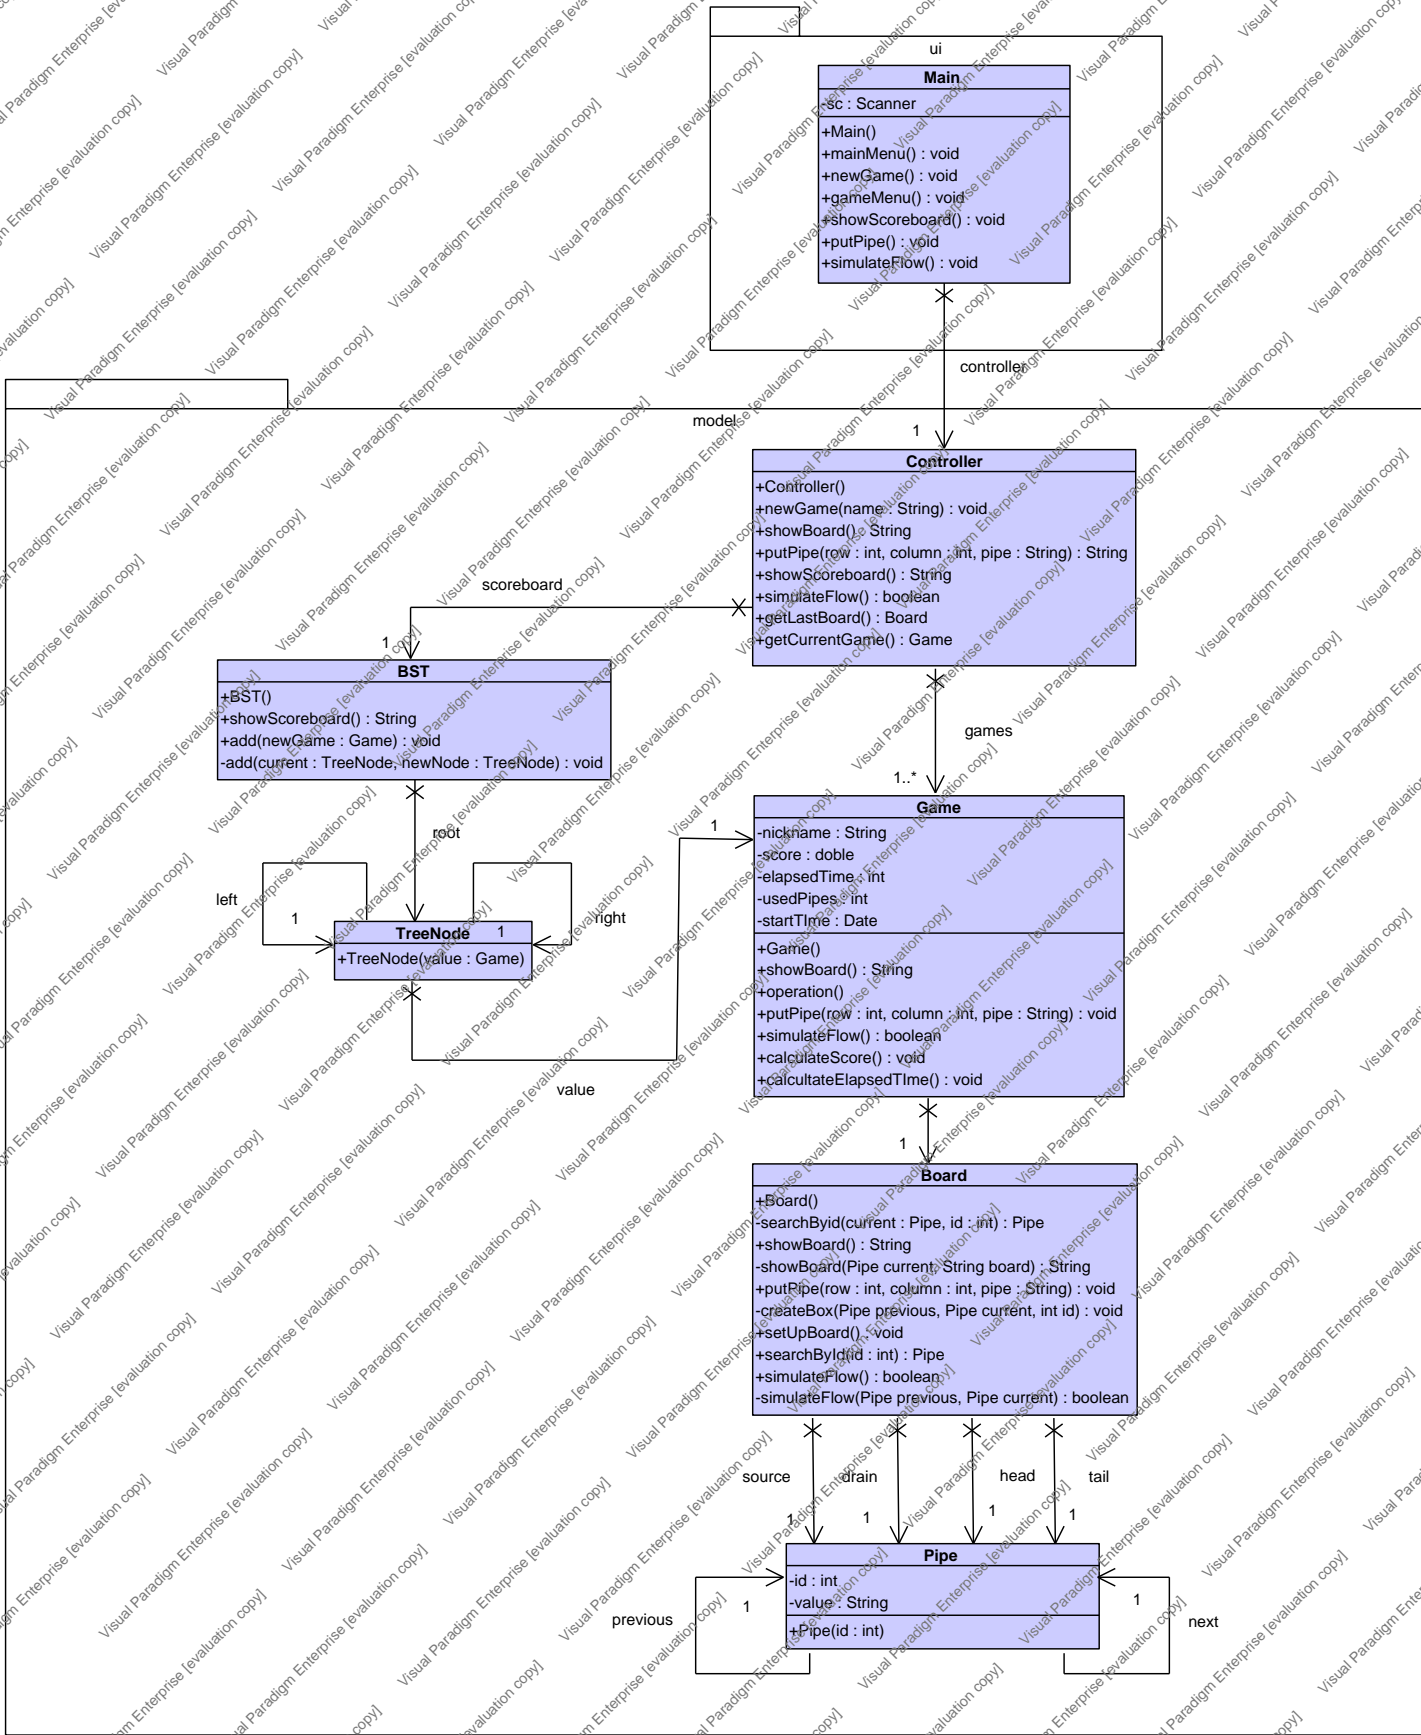 ui
Main
-sc : Scanner
+Main()
+mainMenu() : void
+newGame() : void
+gameMenu() : void
+showScoreboard() : void
+putPipe() : void
+simulateFlow() : void
controller
1
model
Controller
+Controller()
+newGame(name : String) : void
+showBoard() : String
+putPipe(row : int, column : int, pipe : String) : String
+showScoreboard() : String
+simulateFlow() : boolean
+getLastBoard() : Board
+getCurrentGame() : Game
scoreboard
1
BST
+BST()
+showScoreboard() : String
+add(newGame : Game) : void
-add(current : TreeNode, newNode : TreeNode) : void
games
1..*
root
left
1
right
1
TreeNode
+TreeNode(value : Game)
value
1
Game
-nickname : String
-score : doble
-elapsedTime : int
-usedPipes : int
-startTIme : Date
+Game()
+showBoard() : String
+operation()
+putPipe(row : int, column : int, pipe : String) : void
+simulateFlow() : boolean
+calculateScore() : void
+calcultateElapsedTIme() : void
1
Board
+Board()
-searchByid(current : Pipe, id : int) : Pipe
+showBoard() : String
-showBoard(Pipe current, String board) : String
+putPipe(row : int, column : int, pipe : String) : void
-createBox(Pipe previous, Pipe current, int id) : void
+setUpBoard() : void
+searchById(id : int) : Pipe
+simulateFlow() : boolean
-simulateFlow(Pipe previous, Pipe current) : boolean
source
drain
head
tail
1
1
1
1
Pipe
-id : int
-value : String
+Pipe(id : int)
previous
1
1
next
Visual Paradigm Enterprise [evaluation copy]